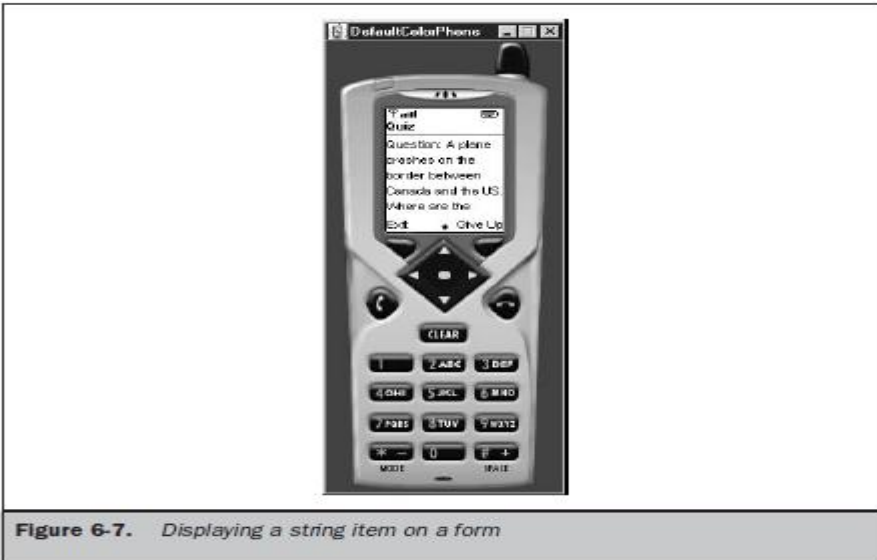 DefaultColorPhone
Quiz
Question: A plane
crashes on the
border between
Canada and the US.
Where are the
Exit Give Up
CLEAR
1 2 ABC 3 DEF
4 GHI 5 JKL 6 MNO
7 PQRS 8 TUV 9 WXYZ
* - 0 # +
MODE SPACE
Figure 6-7. Displaying a string item on a form